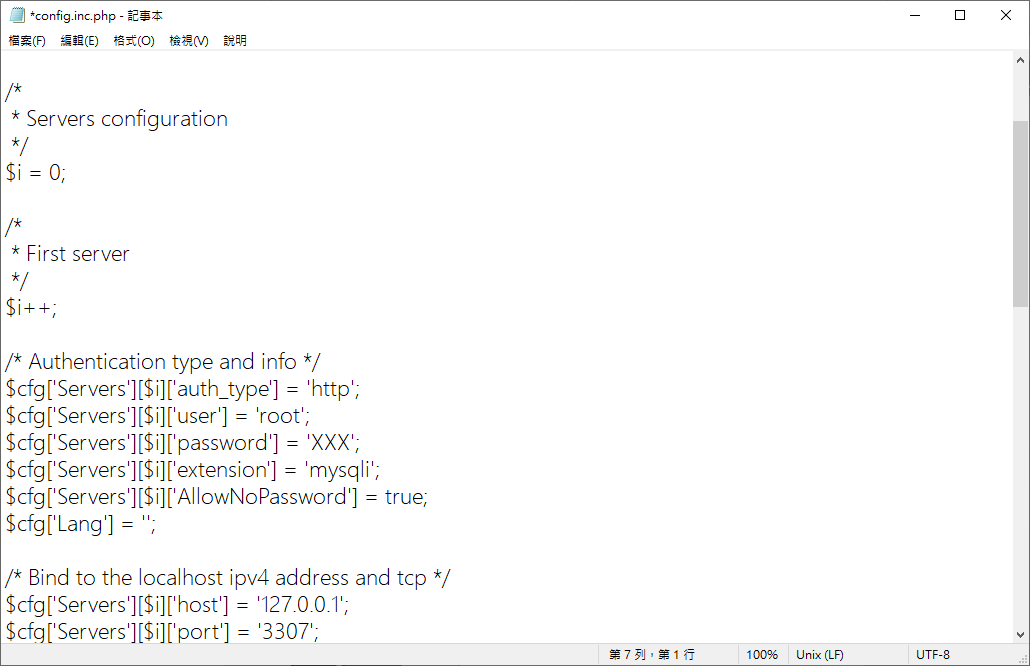 *config.inc.php - 記事本
檔案(F) 編輯(E) 格式(O) 檢視(V) 說明
/*
 * Servers configuration
 */
$i = 0;
/*
 * First server
 */
$i++;
/* Authentication type and info */
$cfg['Servers'][$i]['auth_type'] = 'http';
$cfg['Servers'][$i]['user'] = 'root';
$cfg['Servers'][$i]['password'] = 'XXX';
$cfg['Servers'][$i]['extension'] = 'mysqli';
$cfg['Servers'][$i]['AllowNoPassword'] = true;
$cfg['Lang'] = '';
/* Bind to the localhost ipv4 address and tcp */
$cfg['Servers'][$i]['host'] = '127.0.0.1';
$cfg['Servers'][$i]['port'] = '3307';
第 7 列，第 1 行 100% Unix (LF) UTF-8